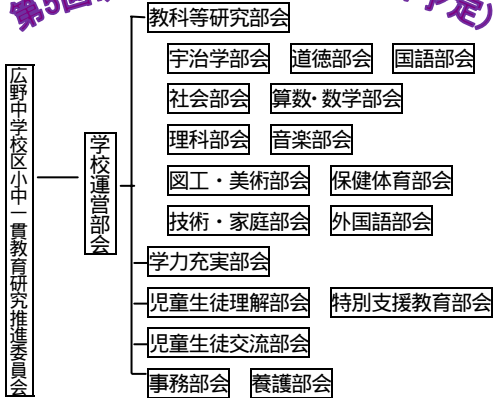 第5回
予定)
広野中学校区小中一貫教育研究推進委員会
学校運営部会
教科等研究部会
宇治学部会 道徳部会 国語部会
社会部会 算数・数学部会
理科部会 音楽部会
図工・美術部会 保健体育部会
技術・家庭部会 外国語部会
学力充実部会
児童生徒理解部会 特別支援教育部会
児童生徒交流部会
事務部会 養護部会